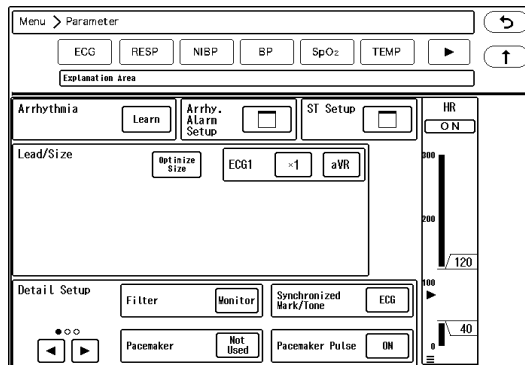 Menu > Parameter
ECG RESP NIBP BP SpO₂ TEMP
Explanation Area
Arrhythmia
Learn
Arrhy.
Alarm
Setup
ST Setup
HR
ON
Lead/Size
Optimize
Size
ECG1 ×1 aVR
300
200
120
100
40
0
Detail Setup
Filter Monitor
Synchronized
Mark/Tone
ECG
Pacemaker
Not
Used
Pacemaker Pulse ON